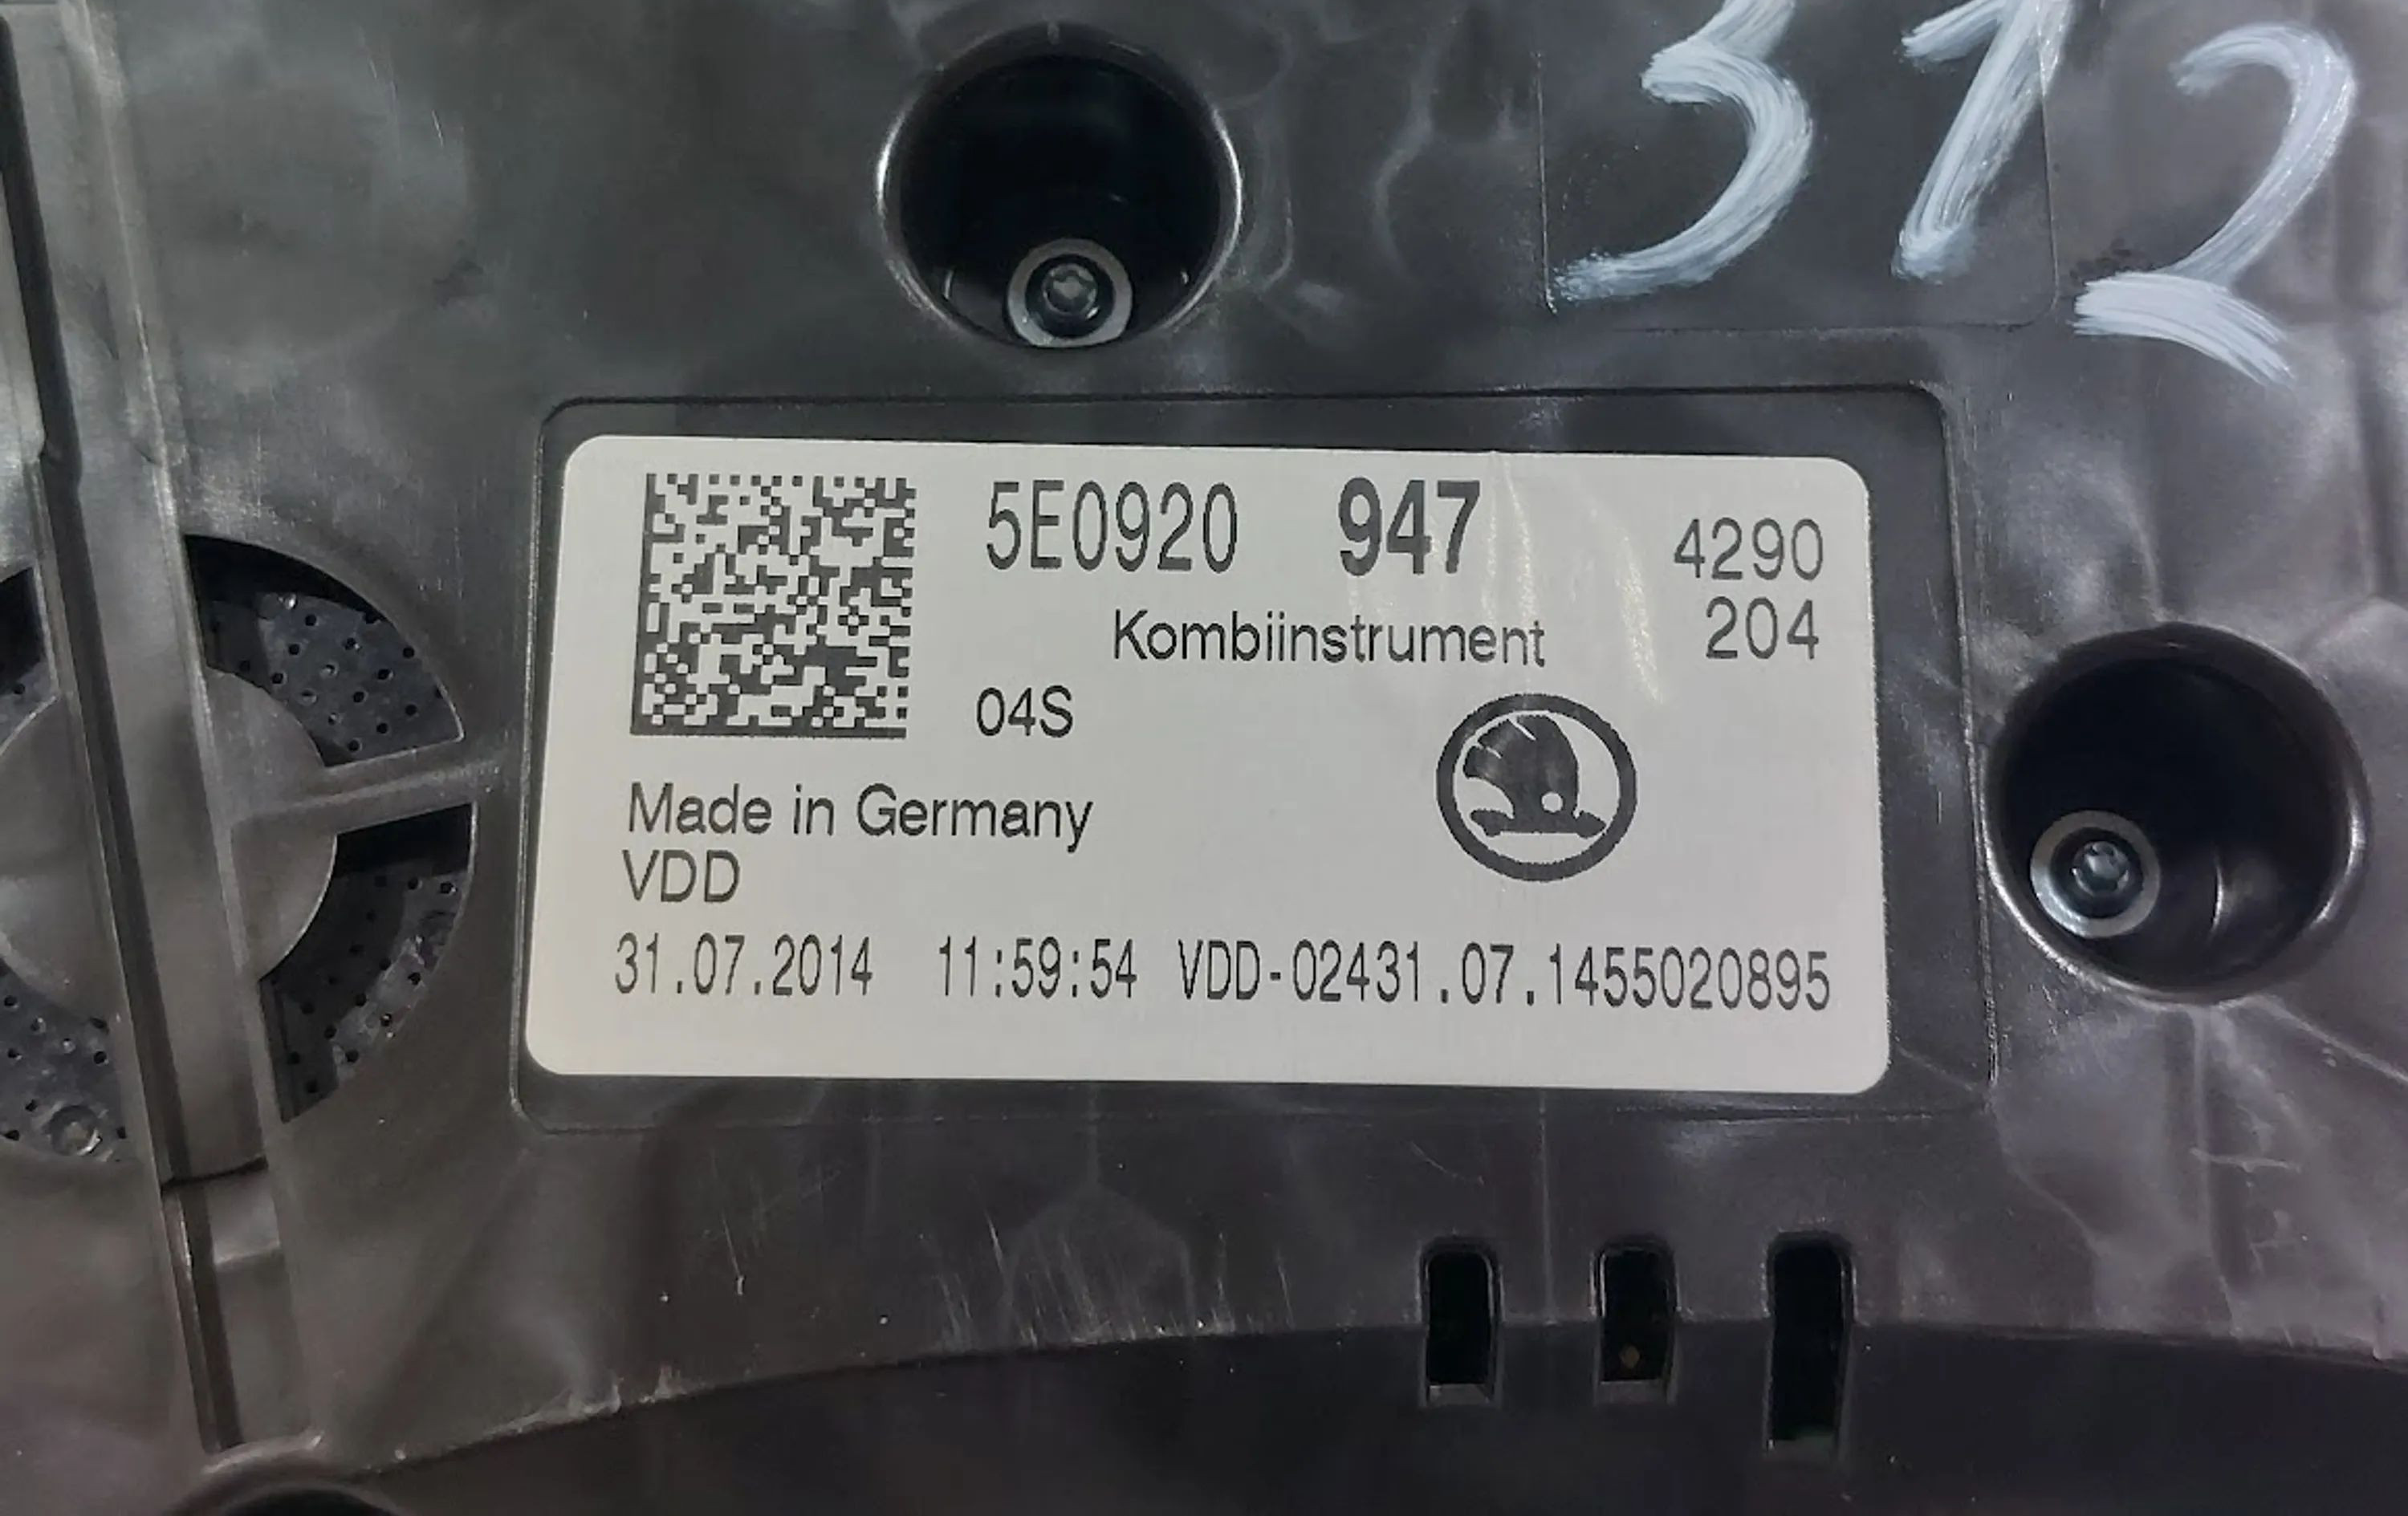 312
5E0920 947 4290
Kombiinstrument 204
04S
Made in Germany
VDD
31.07.2014 11:59:54 VDD-02431.07.1455020895